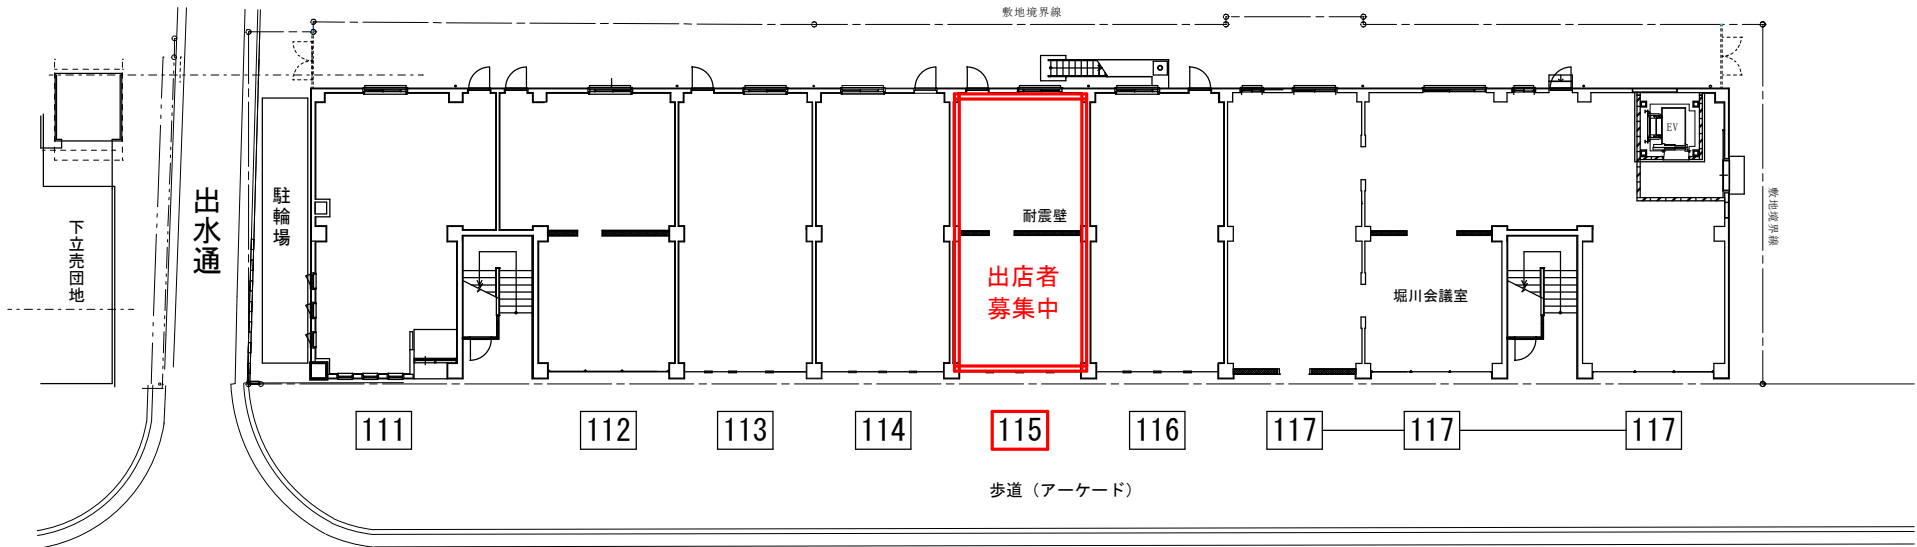 敷地境界線
出水通
駐輪場
下立売団地
耐震壁
出店者
募集中
堀川会議室
EV
敷地境界線
111
112
113
114
115
116
117
117
117
歩道（アーケード）